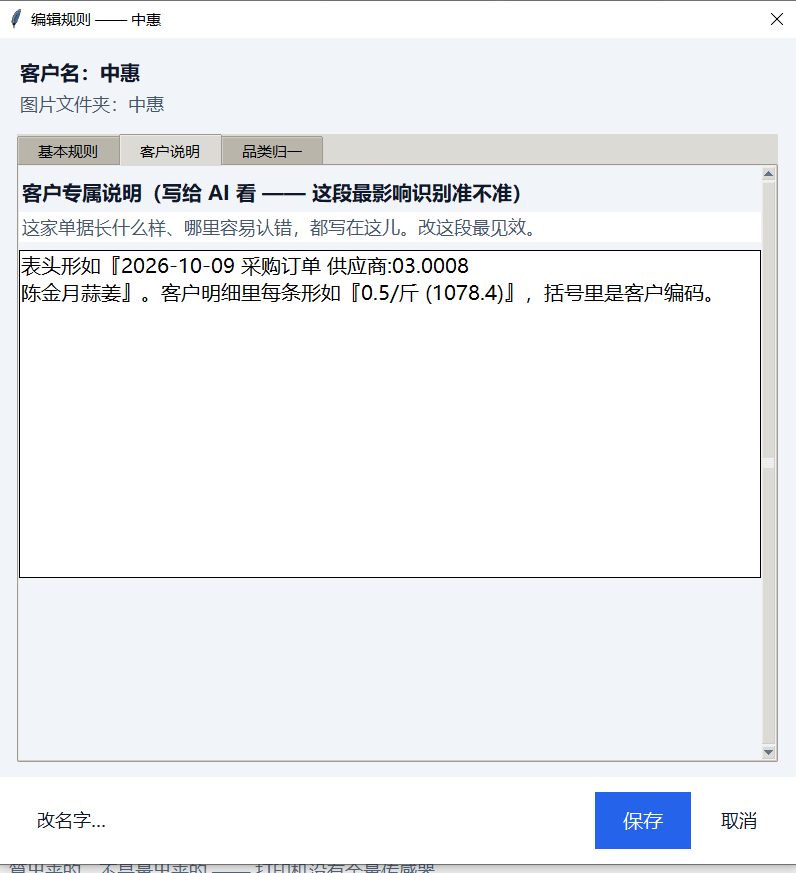 编辑规则 —— 中惠
客户名：中惠
图片文件夹：中惠
基本规则 客户说明 品类归一
客户专属说明（写给 AI 看 —— 这段最影响识别准不准）
这家单据长什么样、哪里容易认错，都写在这儿。改这段最见效。
表头形如『2026-10-09 采购订单 供应商:03.0008
陈金月蒜姜』。客户明细里每条形如『0.5/斤 (1078.4)』，括号里是客户编码。
改名字...
保存 取消